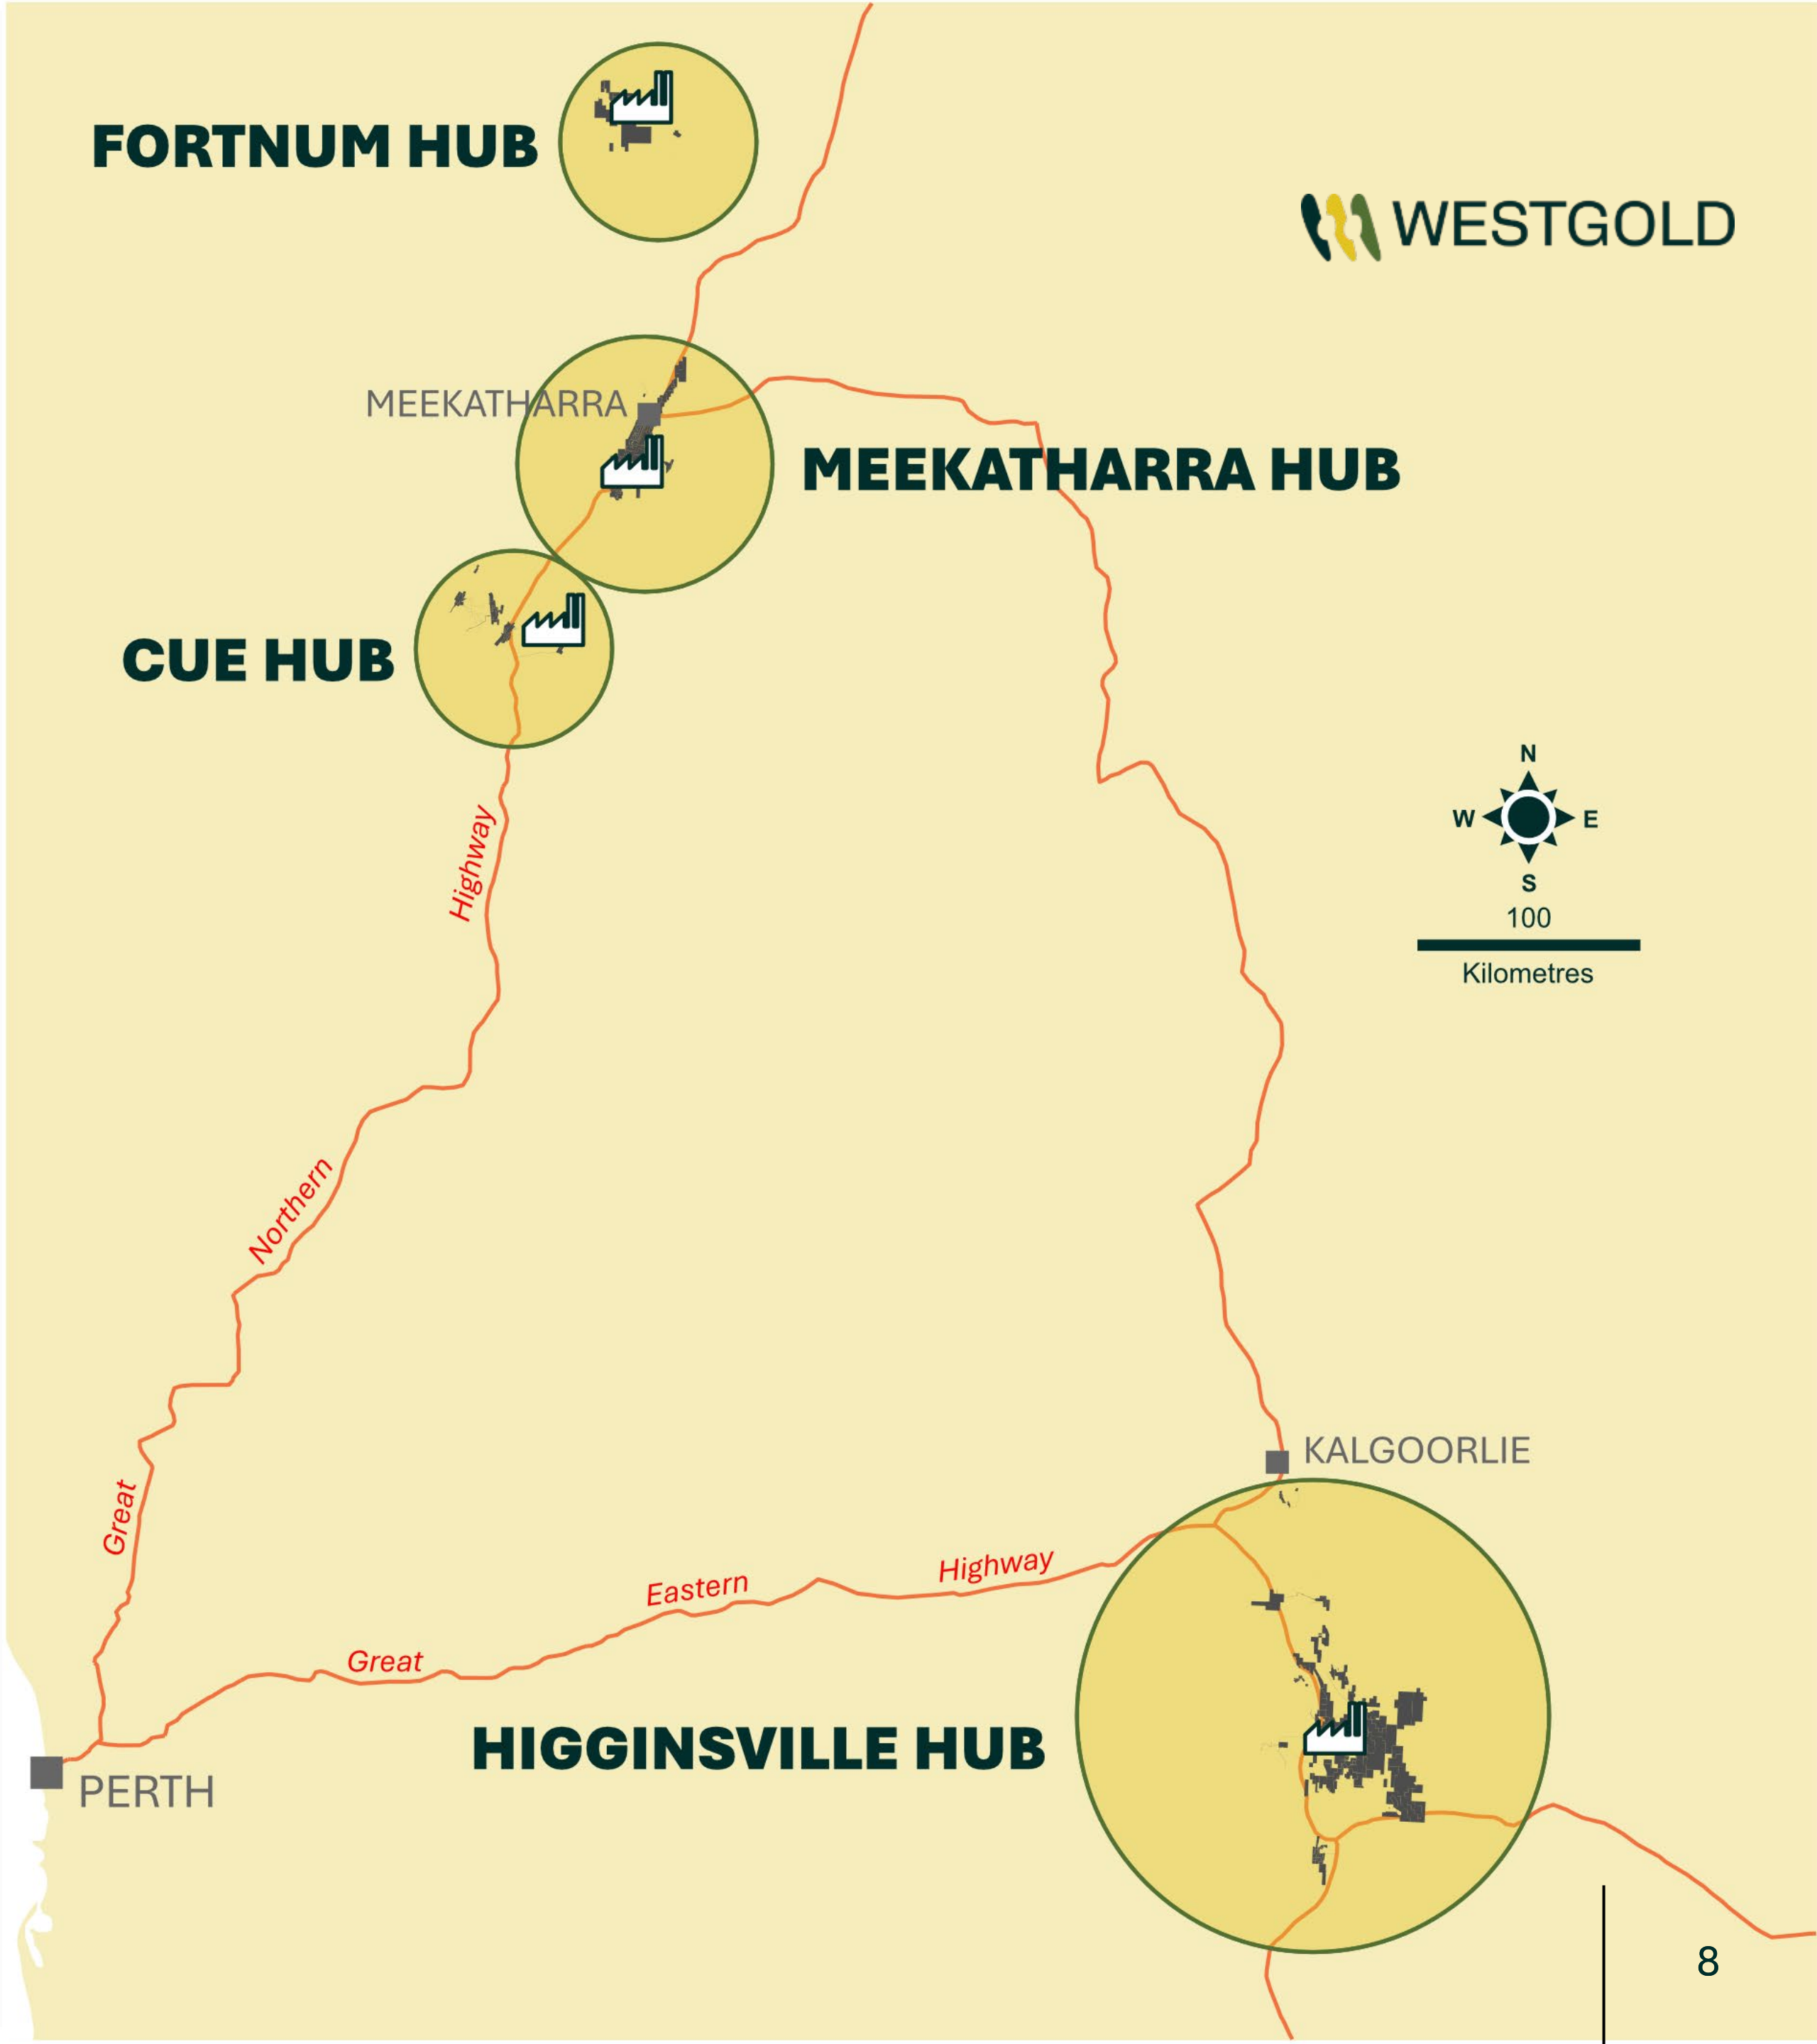 FORTNUM HUB
WESTGOLD
MEEKATHARRA
MEEKATHARRA HUB
CUE HUB
N
W
E
S
100
Kilometres
Highway
Northern
Great
KALGOORLIE
Highway
Eastern
Great
HIGGINSVILLE HUB
PERTH
8